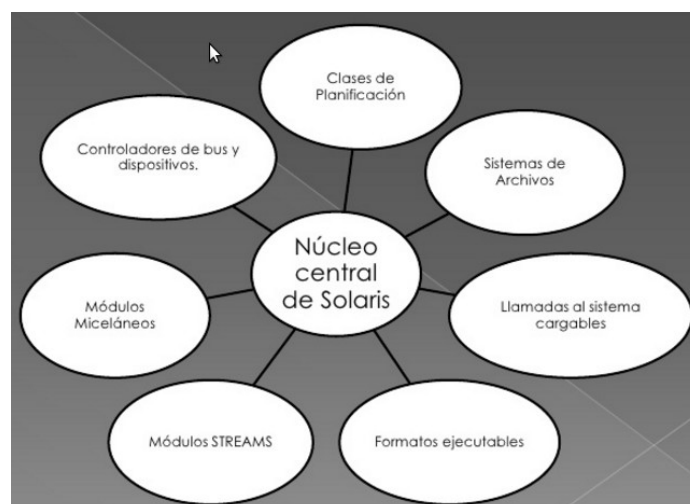 Clases de
Planificación
Controladores de bus y
dispositivos.
Sistemas de
Archivos
Núcleo
central
de Solaris
Módulos
Miceláneos
Llamadas al sistema
cargables
Módulos STREAMS
Formatos ejecutables